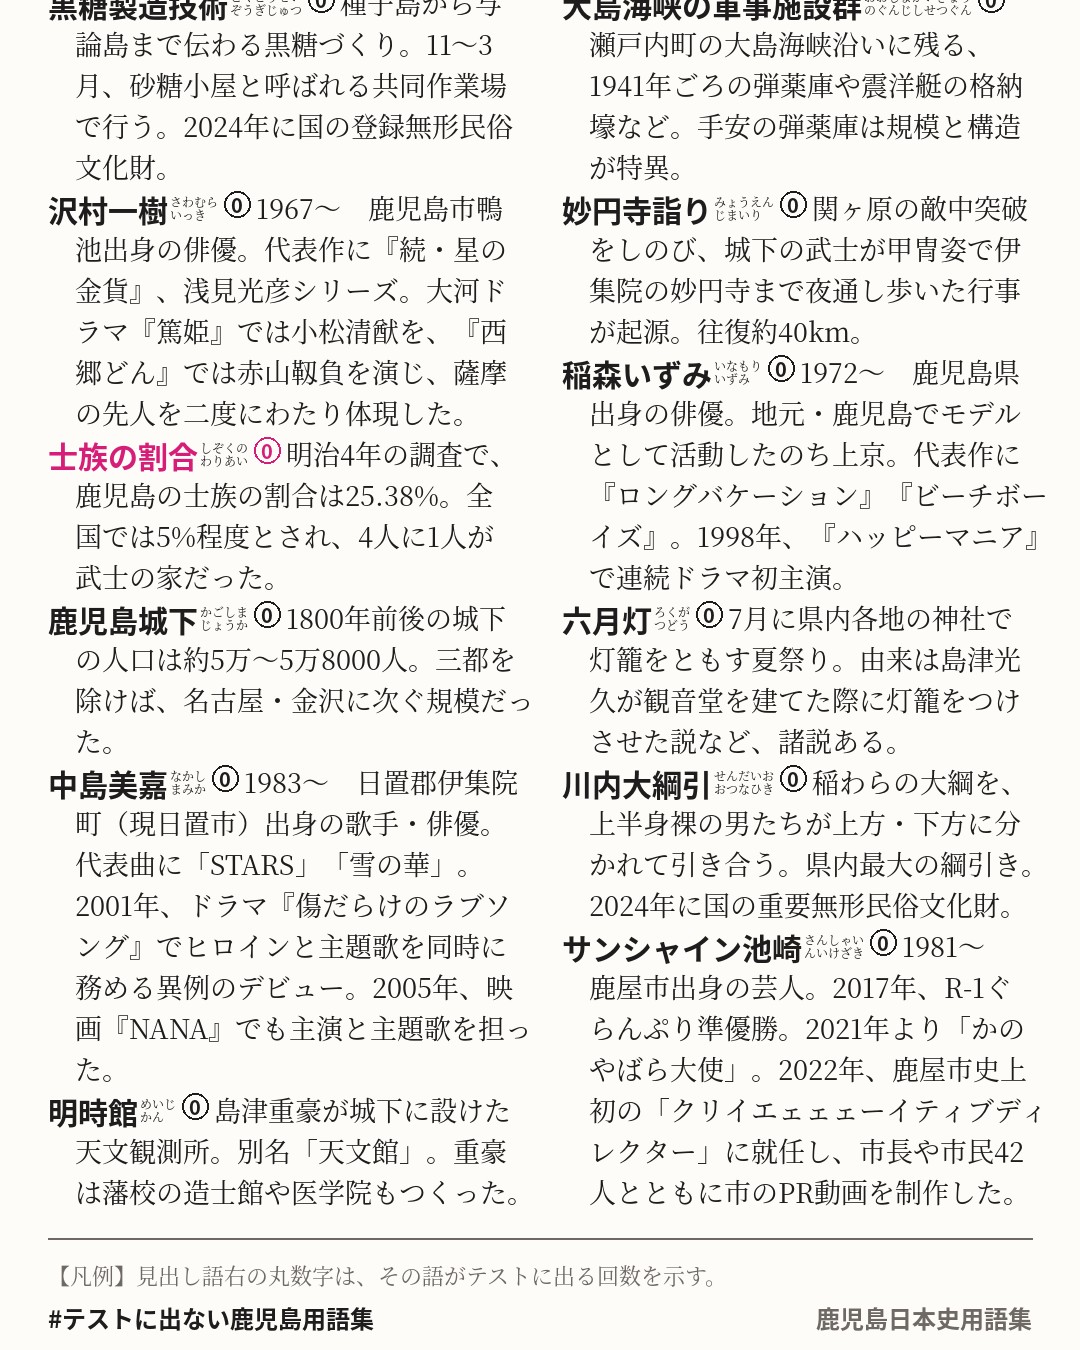 黒糖製造技術 ⓪ 種子島から与
論島まで伝わる黒糖づくり。11〜3
月、砂糖小屋と呼ばれる共同作業場
で行う。2024年に国の登録無形民俗
文化財。
沢村一樹 さわむら いっき ⓪ 1967〜　鹿児島市鴨
池出身の俳優。代表作に『続・星の
金貨』、浅見光彦シリーズ。大河ド
ラマ『篤姫』では小松清猷を、『西
郷どん』では赤山靱負を演じ、薩摩
の先人を二度にわたり体現した。
士族の割合 しぞくの わりあい ⓪ 明治4年の調査で、
鹿児島の士族の割合は25.38%。全
国では5%程度とされ、4人に1人が
武士の家だった。
鹿児島城下 かごしま じょうか ⓪ 1800年前後の城下
の人口は約5万〜5万8000人。三都を
除けば、名古屋・金沢に次ぐ規模だっ
た。
中島美嘉 なかし まみか ⓪ 1983〜　日置郡伊集院
町（現日置市）出身の歌手・俳優。
代表曲に「STARS」「雪の華」。
2001年、ドラマ『傷だらけのラブソ
ング』でヒロインと主題歌を同時に
務める異例のデビュー。2005年、映
画『NANA』でも主演と主題歌を担っ
た。
明時館 めいじ かん ⓪ 島津重豪が城下に設けた
天文観測所。別名「天文館」。重豪
は藩校の造士館や医学院もつくった。
大島海峡の軍事施設群 のぐんじしせつぐん ⓪
瀬戸内町の大島海峡沿いに残る、
1941年ごろの弾薬庫や震洋艇の格納
壕など。手安の弾薬庫は規模と構造
が特異。
妙円寺詣り みょうえん じまいり ⓪ 関ヶ原の敵中突破
をしのび、城下の武士が甲冑姿で伊
集院の妙円寺まで夜通し歩いた行事
が起源。往復約40km。
稲森いずみ いなもり いずみ ⓪ 1972〜　鹿児島県
出身の俳優。地元・鹿児島でモデル
として活動したのち上京。代表作に
『ロングバケーション』『ビーチボー
イズ』。1998年、『ハッピーマニア』
で連続ドラマ初主演。
六月灯 ろくが つどう ⓪ 7月に県内各地の神社で
灯籠をともす夏祭り。由来は島津光
久が観音堂を建てた際に灯籠をつけ
させた説など、諸説ある。
川内大綱引 せんだいお おつなひき ⓪ 稲わらの大綱を、
上半身裸の男たちが上方・下方に分
かれて引き合う。県内最大の綱引き。
2024年に国の重要無形民俗文化財。
サンシャイン池崎 さんしゃい んいけざき ⓪ 1981〜
鹿屋市出身の芸人。2017年、R-1ぐ
らんぷり準優勝。2021年より「かの
やばら大使」。2022年、鹿屋市史上
初の「クリイエェェェーイティブディ
レクター」に就任し、市長や市民42
人とともに市のPR動画を制作した。
【凡例】見出し語右の丸数字は、その語がテストに出る回数を示す。
#テストに出ない鹿児島用語集
鹿児島日本史用語集